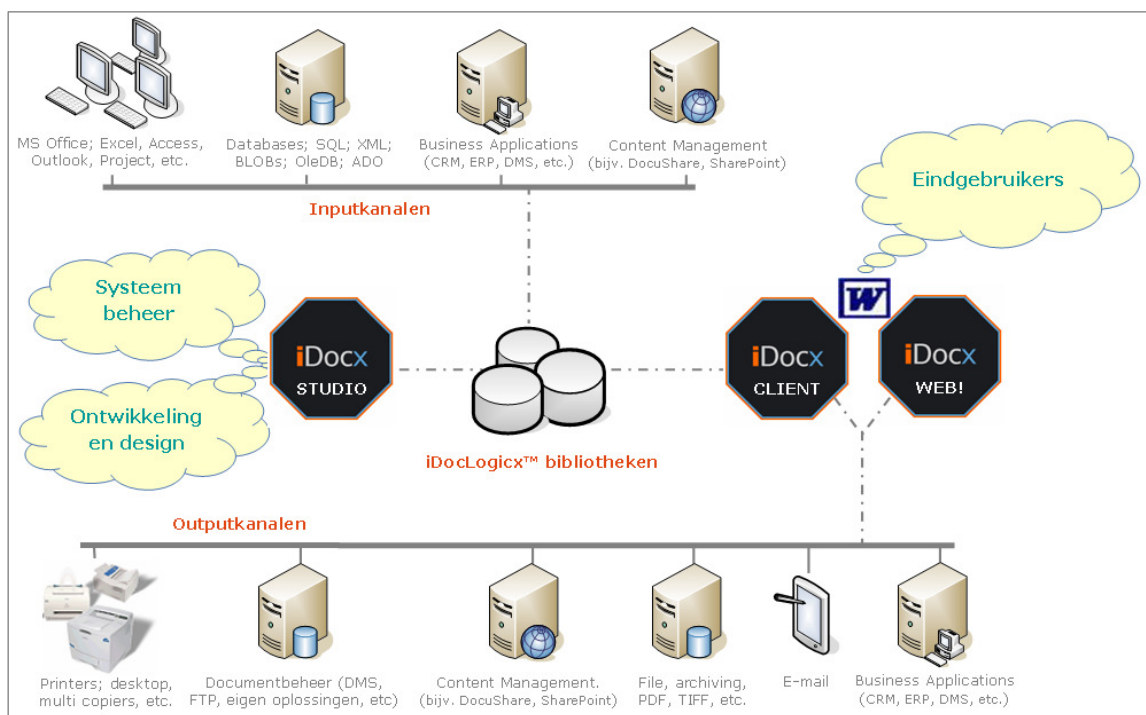 MS Office; Excel, Access,
Outlook, Project, etc.
Databases; SQL; XML;
BLOBs; OleDB; ADO
Business Applications
(CRM, ERP, DMS, etc.)
Content Management
(bijv. DocuShare, SharePoint)
Inputkanalen
Eindgebruikers
Systeem
beheer
Ontwikkeling
en design
iDocx
STUDIO
W
iDocx
CLIENT
iDocx
WEB!
iDocLogicx™ bibliotheken
Outputkanalen
Printers; desktop,
multi copiers, etc.
Documentbeheer (DMS,
FTP, eigen oplossingen, etc)
Content Management.
(bijv. DocuShare, SharePoint)
File, archiving,
PDF, TIFF, etc.
E-mail
Business Applications
(CRM, ERP, DMS, etc.)